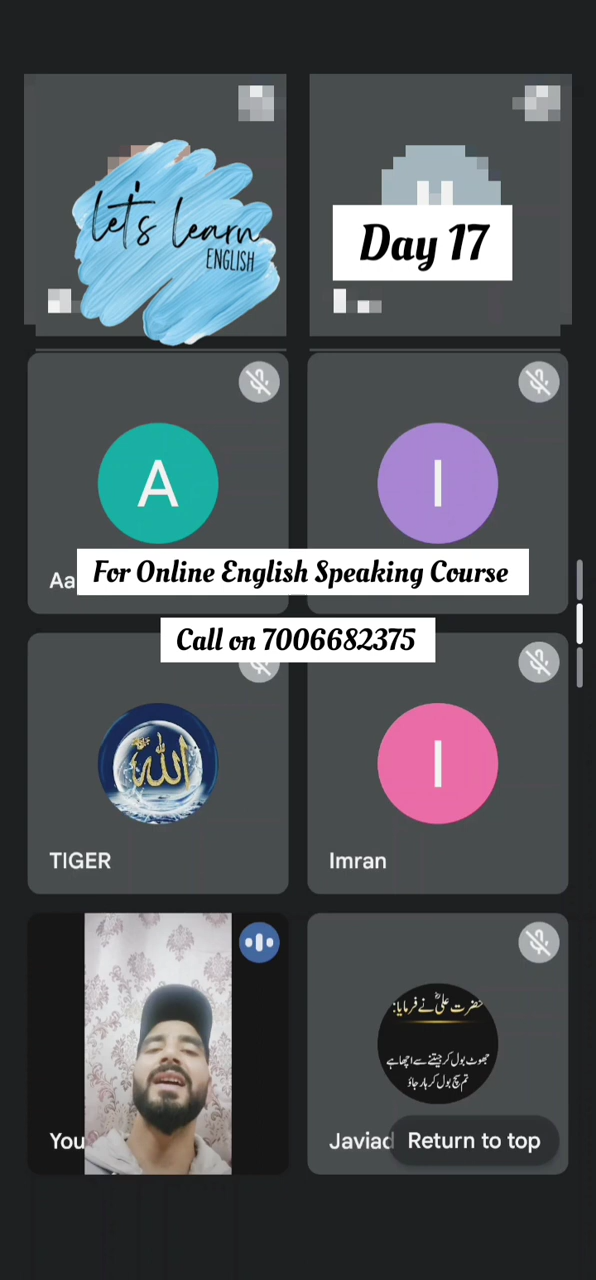 let's learn
ENGLISH
Day 17
A
I
Aa
For Online English Speaking Course
Call on 7006682375
الله
TIGER
I
Imran
حضرت علیؓ نے فرمایا:
جھوٹ بول کر جیتنے سے اچھا ہے
تم سچ بول کر ہار جاؤ
You
Javiad
Return to top